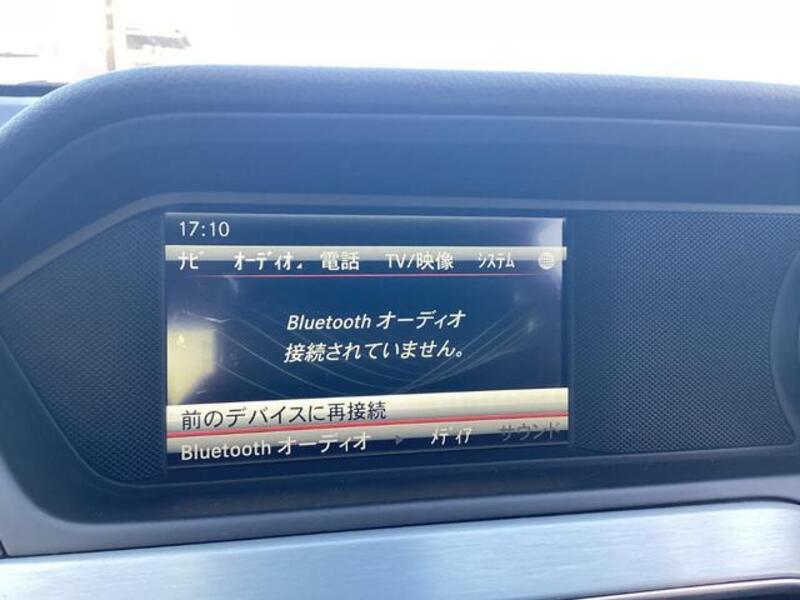 17:10
ナビ オーディオ 電話 TV/映像 システム
Bluetooth オーディオ
接続されていません。
前のデバイスに再接続
Bluetooth オーディオ メディア サウンド